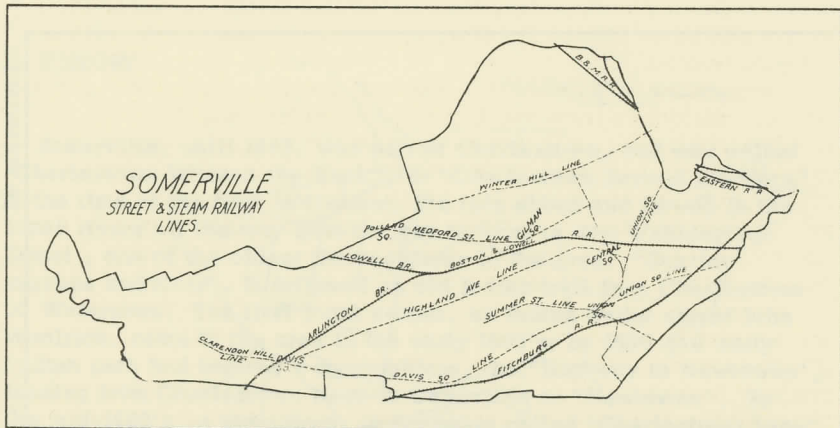 SOMERVILLE
STREET & STEAM RAILWAY
LINES.
B & M R R
WINTER HILL LINE
EASTERN R R
UNION SQ
LINE
GILMAN
SQ.
POLLARD
SQ.
MEDFORD ST. LINE
BOSTON & LOWELL R R
CENTRAL
SQ
LOWELL BR
ARLINGTON BR.
HIGHLAND AVE LINE
UNION SQ LINE
SUMMER ST. LINE
UNION
SQ.
FITCHBURG R R
CLARENDON HILL
LINE
DAVIS
SQ.
DAVIS SQ LINE